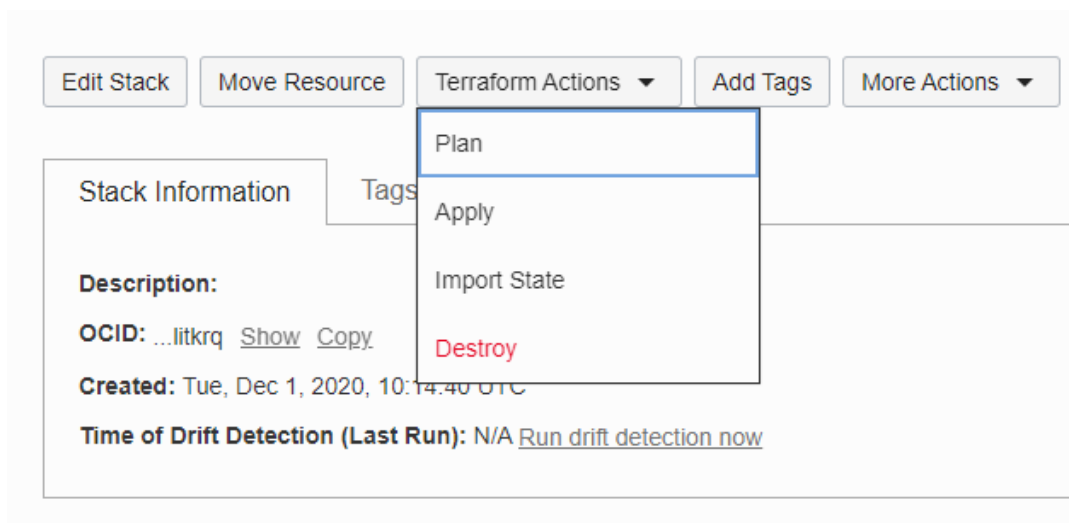 Edit Stack Move Resource Terraform Actions Add Tags More Actions
Plan
Stack Information Tags
Apply
Description:
Import State
OCID: ...litkrq Show Copy
Destroy
Created: Tue, Dec 1, 2020, 10:14:40 UTC
Time of Drift Detection (Last Run): N/A Run drift detection now